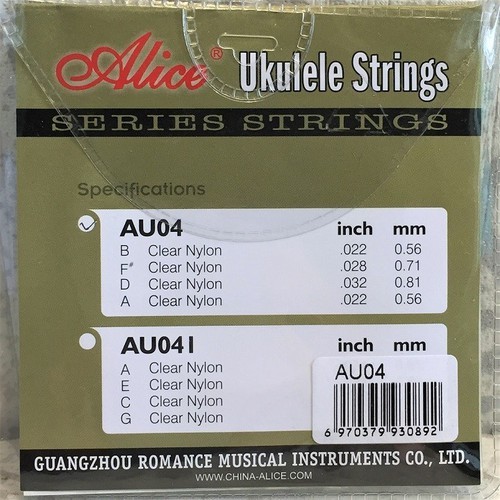 Alice® Ukulele Strings
SERIES STRINGS
Specifications
AU04 inch mm
B Clear Nylon .022 0.56
F# Clear Nylon .028 0.71
D Clear Nylon .032 0.81
A Clear Nylon .022 0.56
AU041 inch mm
A Clear Nylon
E Clear Nylon
C Clear Nylon
G Clear Nylon
AU04
6 970379 930892
GUANGZHOU ROMANCE MUSICAL INSTRUMENTS CO., LTD.
WWW.CHINA-ALICE.COM